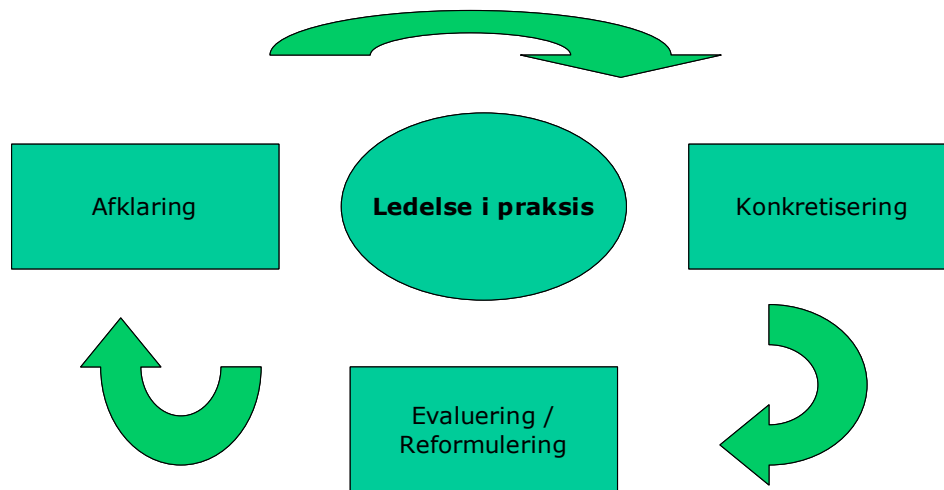 Afklaring
Ledelse i praksis
Konkretisering
Evaluering /
Reformulering